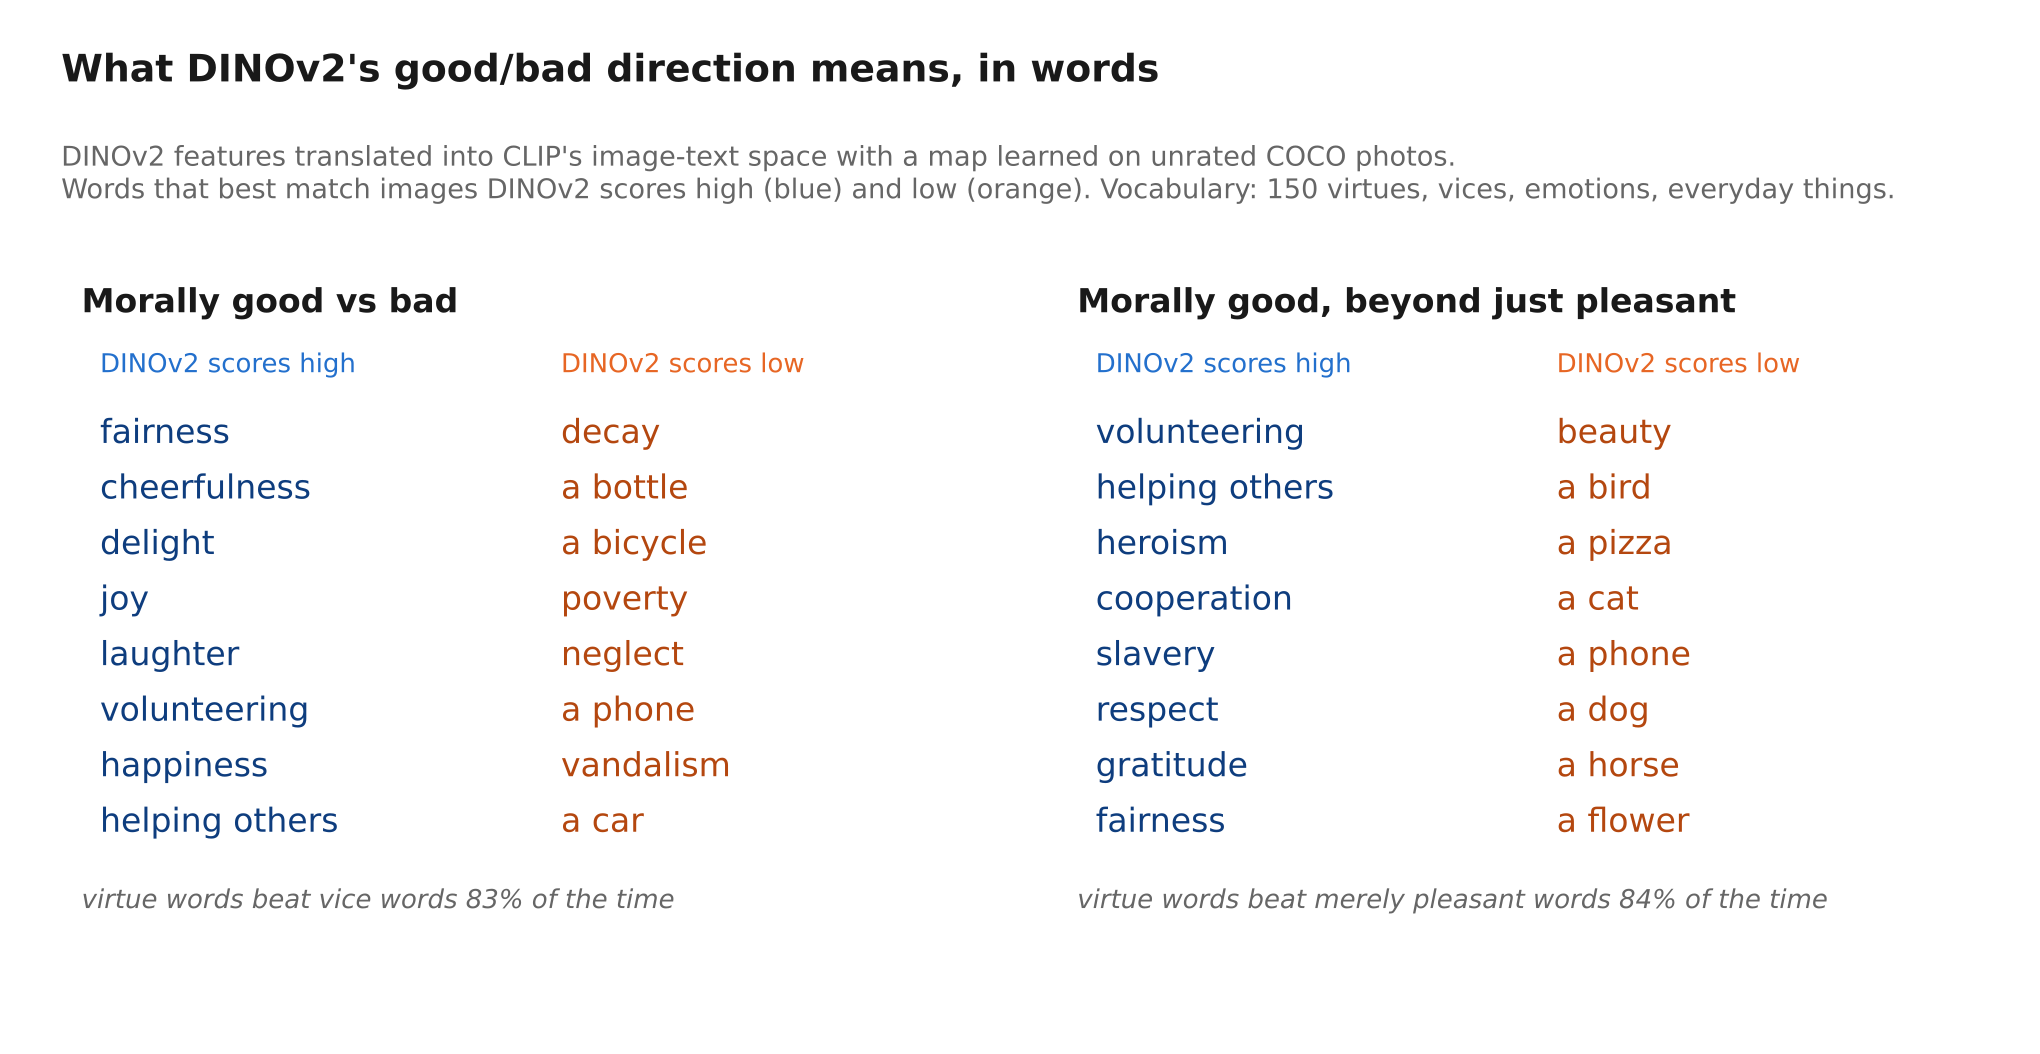 What DINOv2's good/bad direction means, in words
DINOv2 features translated into CLIP's image-text space with a map learned on unrated COCO photos.
Words that best match images DINOv2 scores high (blue) and low (orange). Vocabulary: 150 virtues, vices, emotions, everyday things.
Morally good vs bad
DINOv2 scores high
fairness
cheerfulness
delight
joy
laughter
volunteering
happiness
helping others
DINOv2 scores low
decay
a bottle
a bicycle
poverty
neglect
a phone
vandalism
a car
virtue words beat vice words 83% of the time
Morally good, beyond just pleasant
DINOv2 scores high
volunteering
helping others
heroism
cooperation
slavery
respect
gratitude
fairness
DINOv2 scores low
beauty
a bird
a pizza
a cat
a phone
a dog
a horse
a flower
virtue words beat merely pleasant words 84% of the time